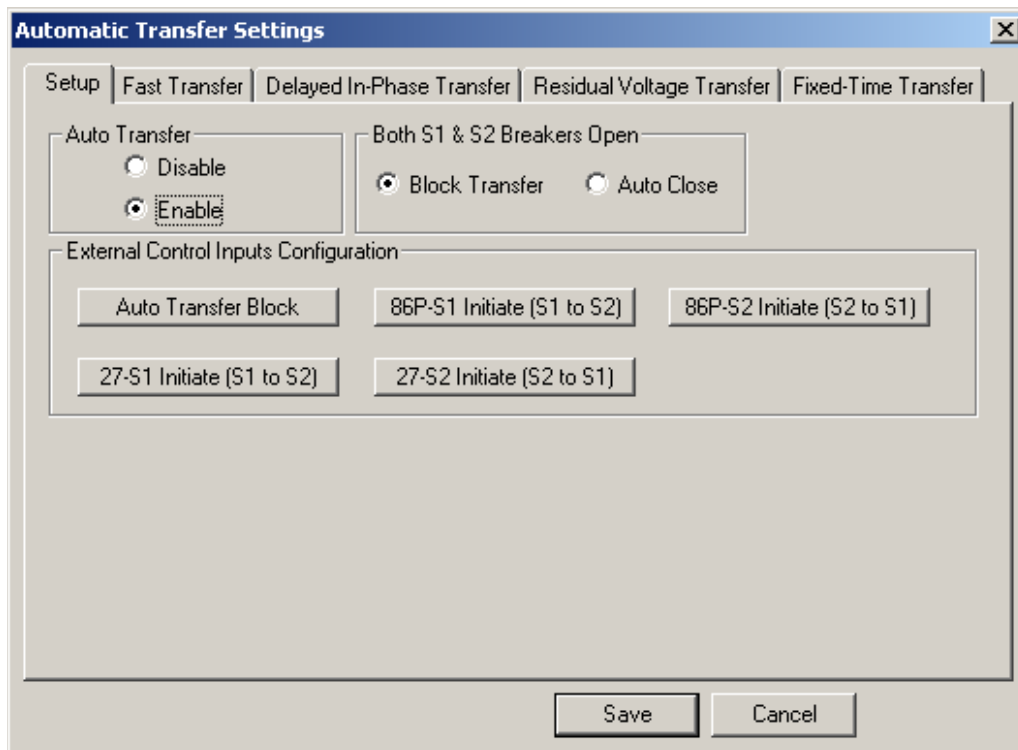 Automatic Transfer Settings
Setup Fast Transfer Delayed In-Phase Transfer Residual Voltage Transfer Fixed-Time Transfer
Auto Transfer
Disable
Enable
Both S1 & S2 Breakers Open
Block Transfer Auto Close
External Control Inputs Configuration
Auto Transfer Block 86P-S1 Initiate (S1 to S2) 86P-S2 Initiate (S2 to S1)
27-S1 Initiate (S1 to S2) 27-S2 Initiate (S2 to S1)
Save Cancel